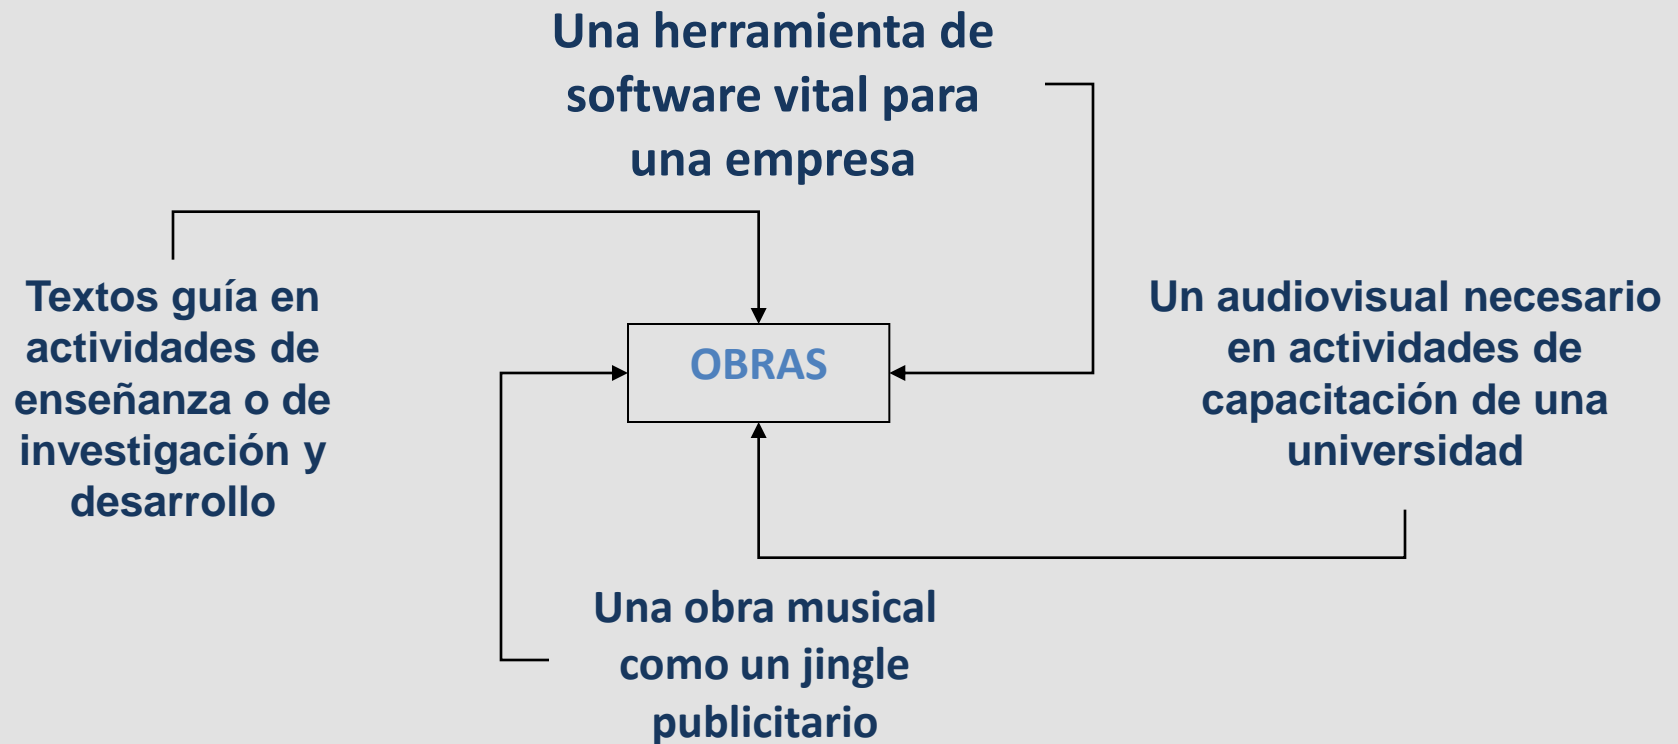 Una herramienta de
software vital para
una empresa
Textos guía en
actividades de
enseñanza o de
investigación y
desarrollo
OBRAS
Un audiovisual necesario
en actividades de
capacitación de una
universidad
Una obra musical
como un jingle
publicitario